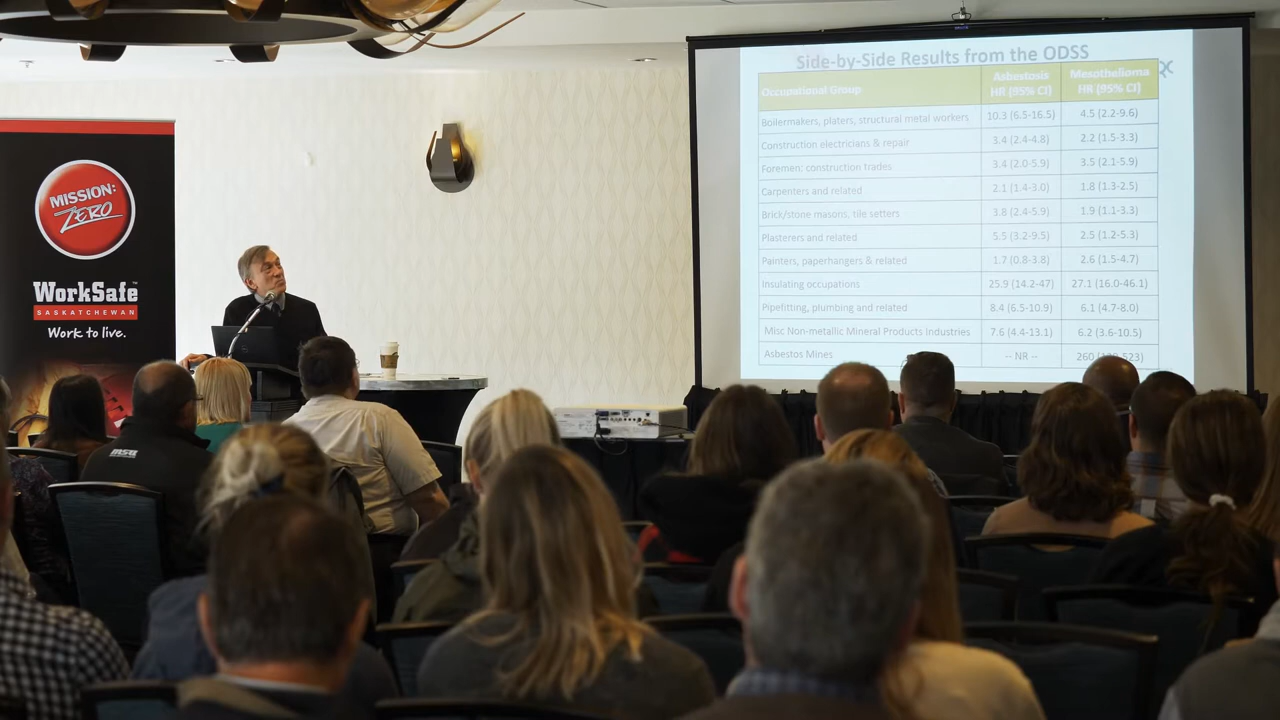 MISSION:
ZERO
WorkSafe™
SASKATCHEWAN
Work to live.
MSA
Side-by-Side Results from the ODSS
Occupational Group Asbestosis HR (95% CI) Mesothelioma HR (95% CI)
Boilermakers, platers, structural metal workers 10.3 (6.5-16.5) 4.5 (2.2-9.6)
Construction electricians & repair 3.4 (2.4-4.8) 2.2 (1.5-3.3)
Foremen: construction trades 3.4 (2.0-5.9) 3.5 (2.1-5.9)
Carpenters and related 2.1 (1.4-3.0) 1.8 (1.3-2.5)
Brick/stone masons, tile setters 3.8 (2.4-5.9) 1.9 (1.1-3.3)
Plasterers and related 5.5 (3.2-9.5) 2.5 (1.2-5.3)
Painters, paperhangers & related 1.7 (0.8-3.8) 2.6 (1.5-4.7)
Insulating occupations 25.9 (14.2-47) 27.1 (16.0-46.1)
Pipefitting, plumbing and related 8.4 (6.5-10.9) 6.1 (4.7-8.0)
Misc Non-metallic Mineral Products Industries 7.6 (4.4-13.1) 6.2 (3.6-10.5)
Asbestos Mines -- NR -- 260